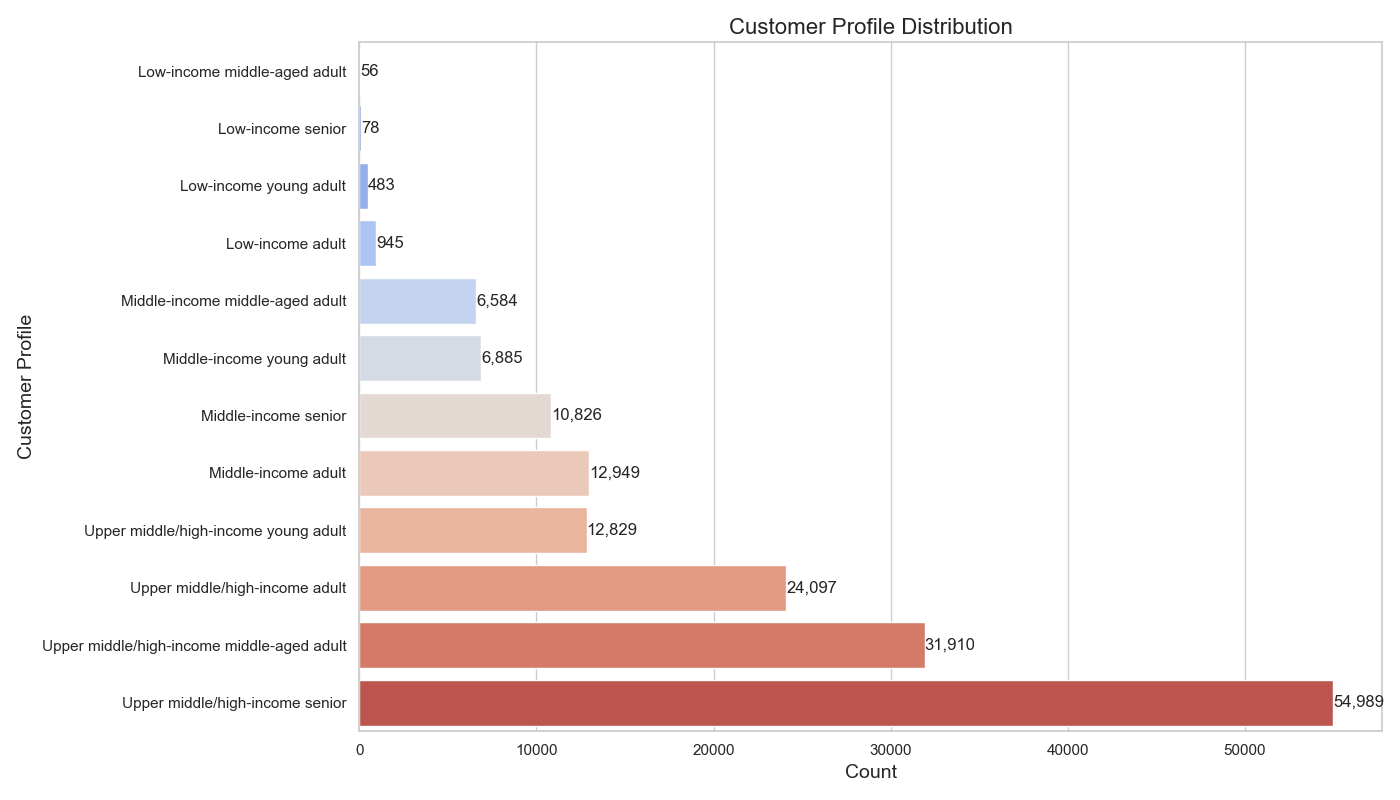 Customer Profile Distribution
Customer Profile
Low-income middle-aged adult 56
Low-income senior 78
Low-income young adult 483
Low-income adult 945
Middle-income middle-aged adult 6,584
Middle-income young adult 6,885
Middle-income senior 10,826
Middle-income adult 12,949
Upper middle/high-income young adult 12,829
Upper middle/high-income adult 24,097
Upper middle/high-income middle-aged adult 31,910
Upper middle/high-income senior 54,989
0 10000 20000 30000 40000 50000
Count